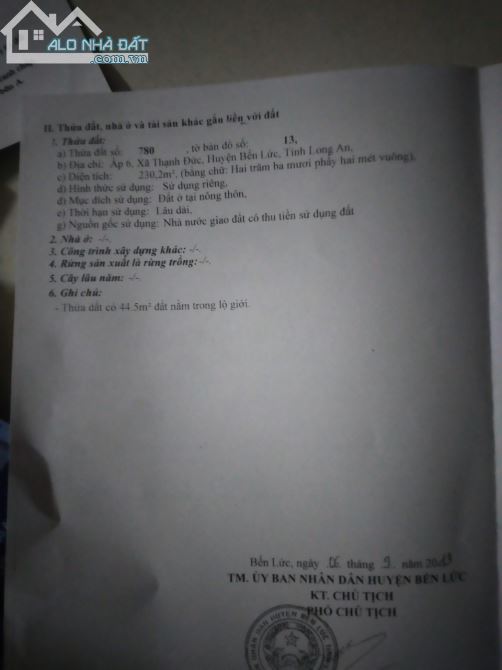 ALO NHÀ ĐẤT
.com.vn
II. Thửa đất, nhà ở và tài sản khác gắn liền với đất
1. Thửa đất:
a) Thửa đất số: 780 , tờ bản đồ số: 13,
b) Địa chỉ: Ấp 6, Xã Thạnh Đức, Huyện Bến Lức, Tỉnh Long An,
c) Diện tích: 230,2m², (bằng chữ: Hai trăm ba mươi phẩy hai mét vuông),
d) Hình thức sử dụng: Sử dụng riêng,
đ) Mục đích sử dụng: Đất ở tại nông thôn,
e) Thời hạn sử dụng: Lâu dài,
g) Nguồn gốc sử dụng: Nhà nước giao đất có thu tiền sử dụng đất
2. Nhà ở: -/-.
3. Công trình xây dựng khác: -/-.
4. Rừng sản xuất là rừng trồng:-/-.
5. Cây lâu năm: -/-.
6. Ghi chú:
- Thửa đất có 44.5m² đất nằm trong lộ giới.
Bến Lức, ngày 06 tháng 9. năm 2013
TM. ỦY BAN NHÂN DÂN HUYỆN BẾN LỨC
KT. CHỦ TỊCH
PHÓ CHỦ TỊCH